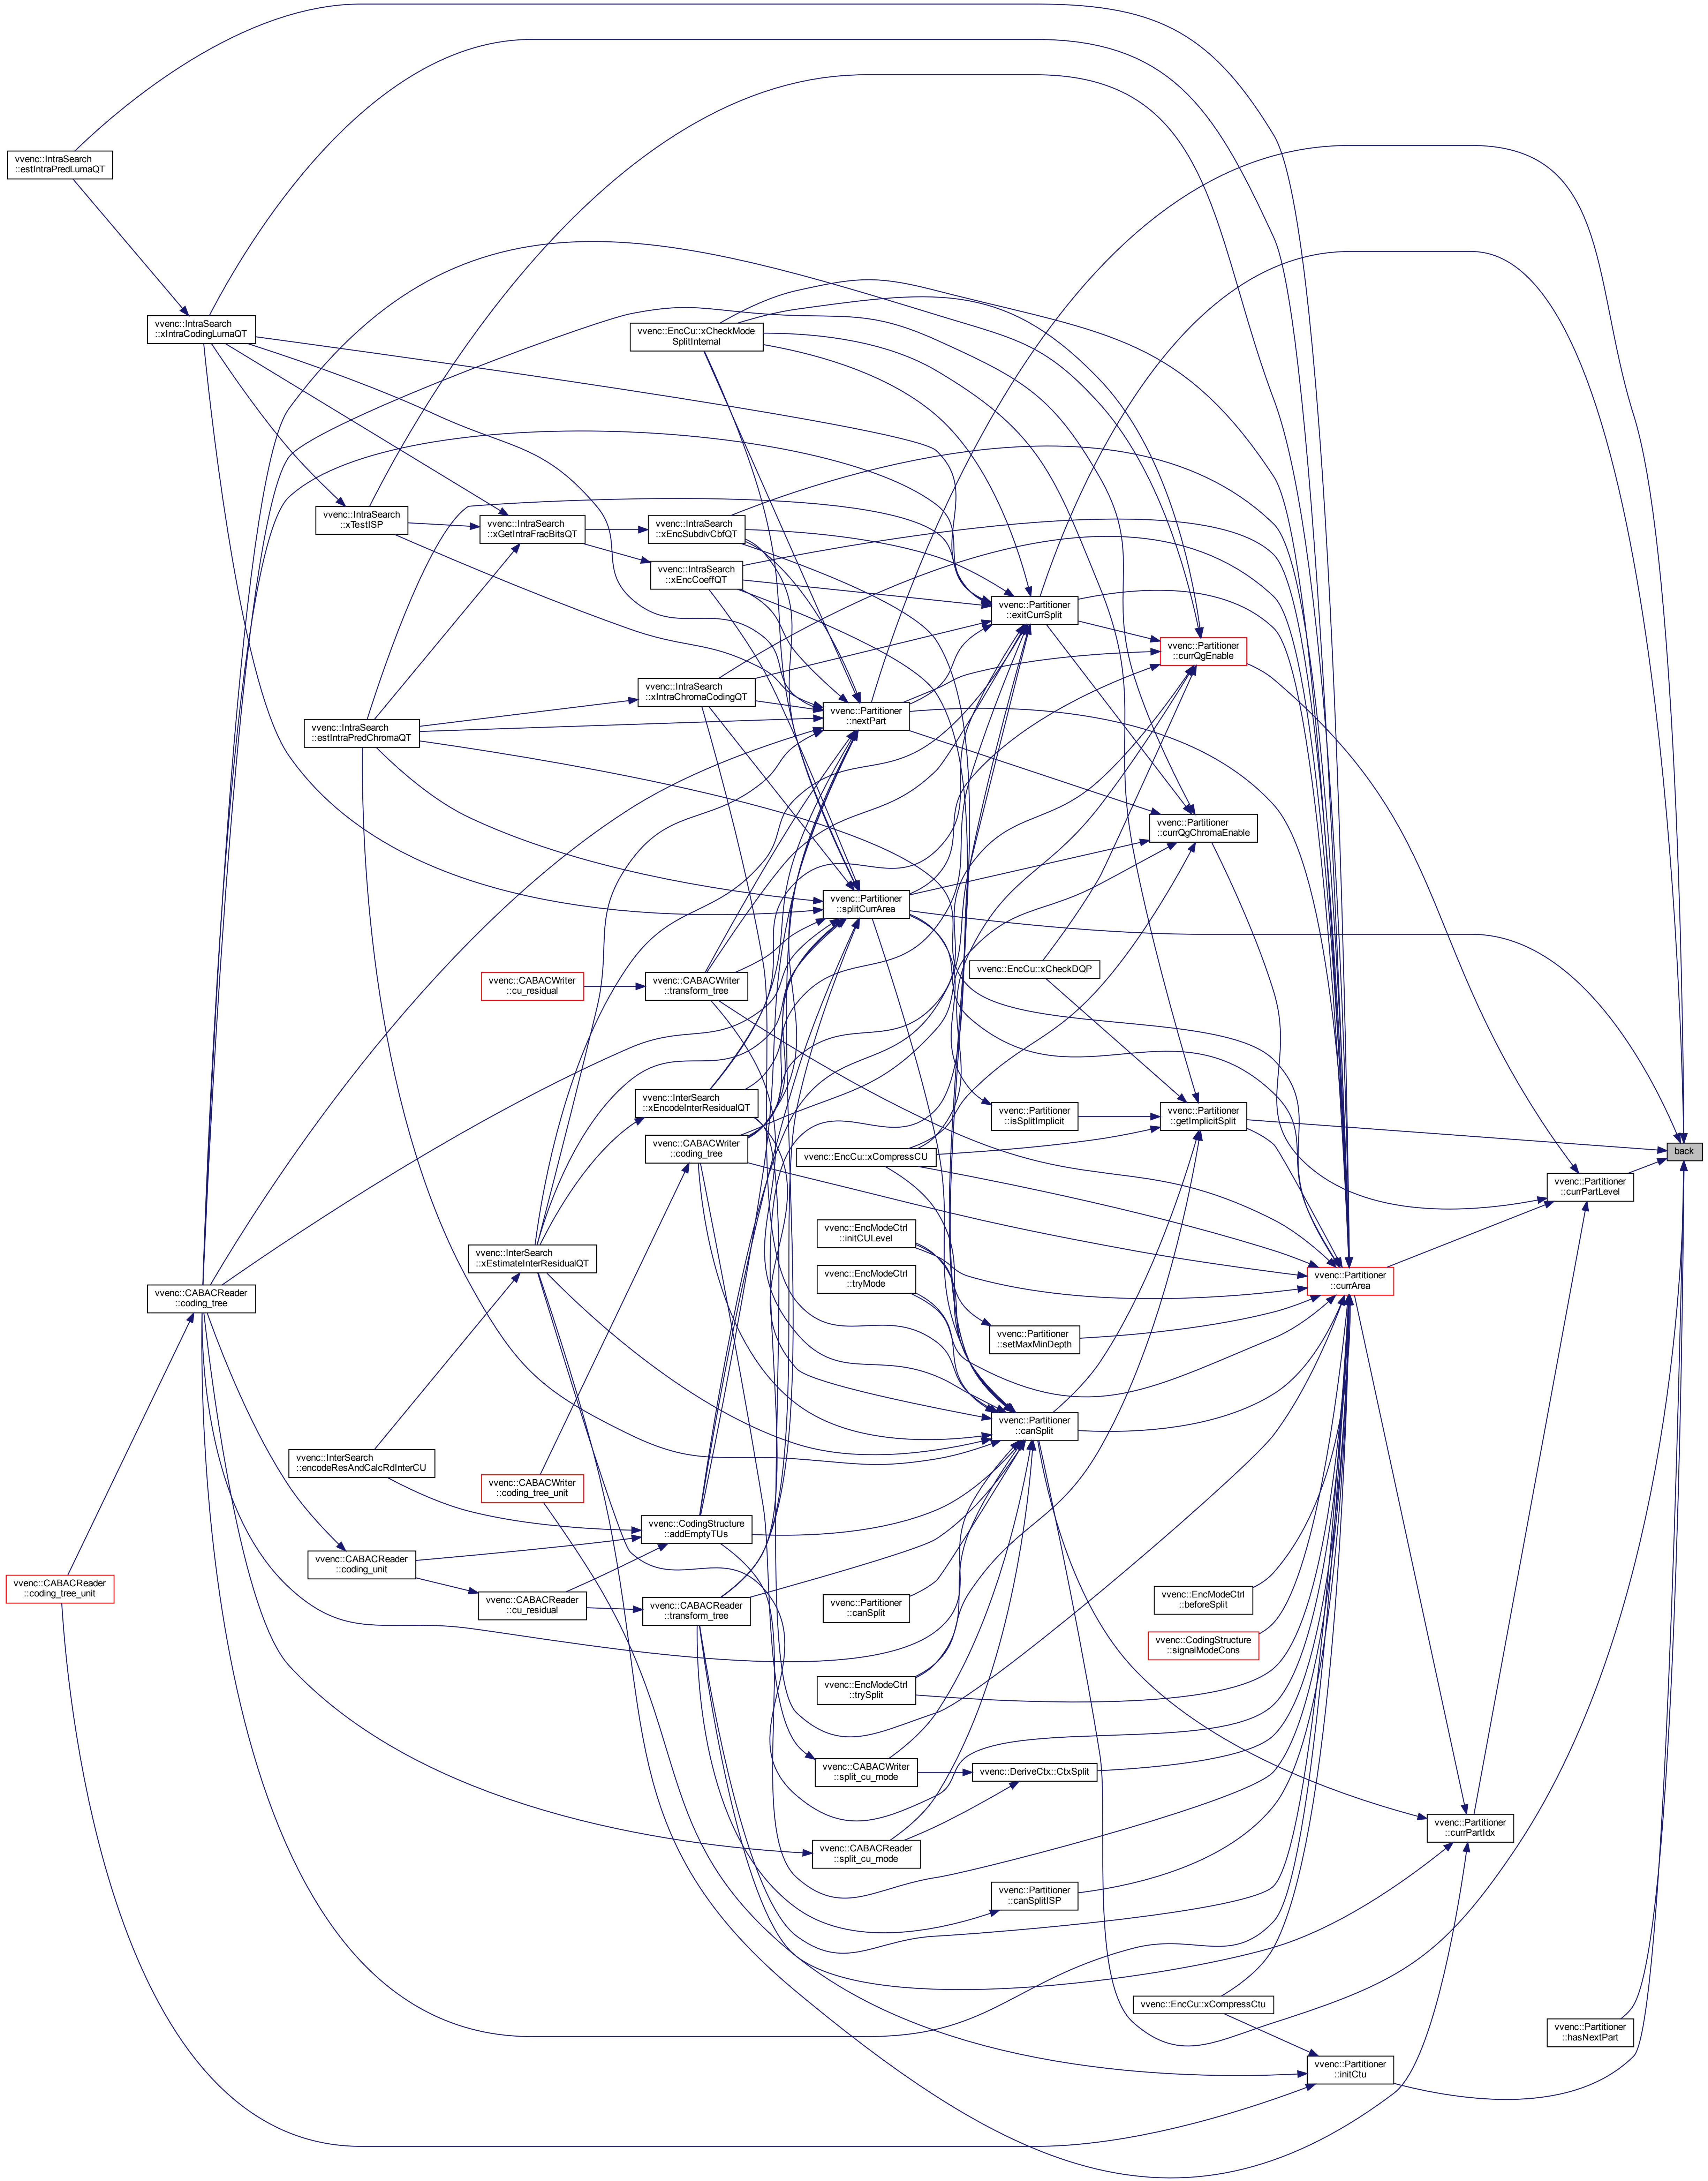 vvenc::IntraSearch
::estIntraPredLumaQT
vvenc::IntraSearch
::xIntraCodingLumaQT
vvenc::EncCu::xCheckMode
SplitInternal
vvenc::IntraSearch
::xTestISP
vvenc::IntraSearch
::xGetIntraFracBitsQT
vvenc::IntraSearch
::xEncSubdivCbfQT
vvenc::IntraSearch
::xEncCoeffQT
vvenc::Partitioner
::exitCurrSplit
vvenc::Partitioner
::currQgEnable
vvenc::IntraSearch
::xIntraChromaCodingQT
vvenc::Partitioner
::nextPart
vvenc::IntraSearch
::estIntraPredChromaQT
vvenc::Partitioner
::currQgChromaEnable
vvenc::Partitioner
::splitCurrArea
vvenc::EncCu::xCheckDQP
vvenc::CABACWriter
::cu_residual
vvenc::CABACWriter
::transform_tree
vvenc::InterSearch
::xEncodeInterResidualQT
vvenc::Partitioner
::isSplitImplicit
vvenc::Partitioner
::getImplicitSplit
vvenc::CABACWriter
::coding_tree
vvenc::EncCu::xCompressCU
back
vvenc::Partitioner
::currPartLevel
vvenc::EncModeCtrl
::initCULevel
vvenc::InterSearch
::xEstimateInterResidualQT
vvenc::EncModeCtrl
::tryMode
vvenc::Partitioner
::currArea
vvenc::CABACReader
::coding_tree
vvenc::Partitioner
::setMaxMinDepth
vvenc::Partitioner
::canSplit
vvenc::InterSearch
::encodeResAndCalcRdInterCU
vvenc::CABACWriter
::coding_tree_unit
vvenc::CodingStructure
::addEmptyTUs
vvenc::CABACReader
::coding_unit
vvenc::CABACReader
::coding_tree_unit
vvenc::CABACReader
::cu_residual
vvenc::CABACReader
::transform_tree
vvenc::Partitioner
::canSplit
vvenc::EncModeCtrl
::beforeSplit
vvenc::CodingStructure
::signalModeCons
vvenc::EncModeCtrl
::trySplit
vvenc::CABACWriter
::split_cu_mode
vvenc::DeriveCtx::CtxSplit
vvenc::Partitioner
::currPartIdx
vvenc::CABACReader
::split_cu_mode
vvenc::Partitioner
::canSplitISP
vvenc::EncCu::xCompressCtu
vvenc::Partitioner
::hasNextPart
vvenc::Partitioner
::initCtu